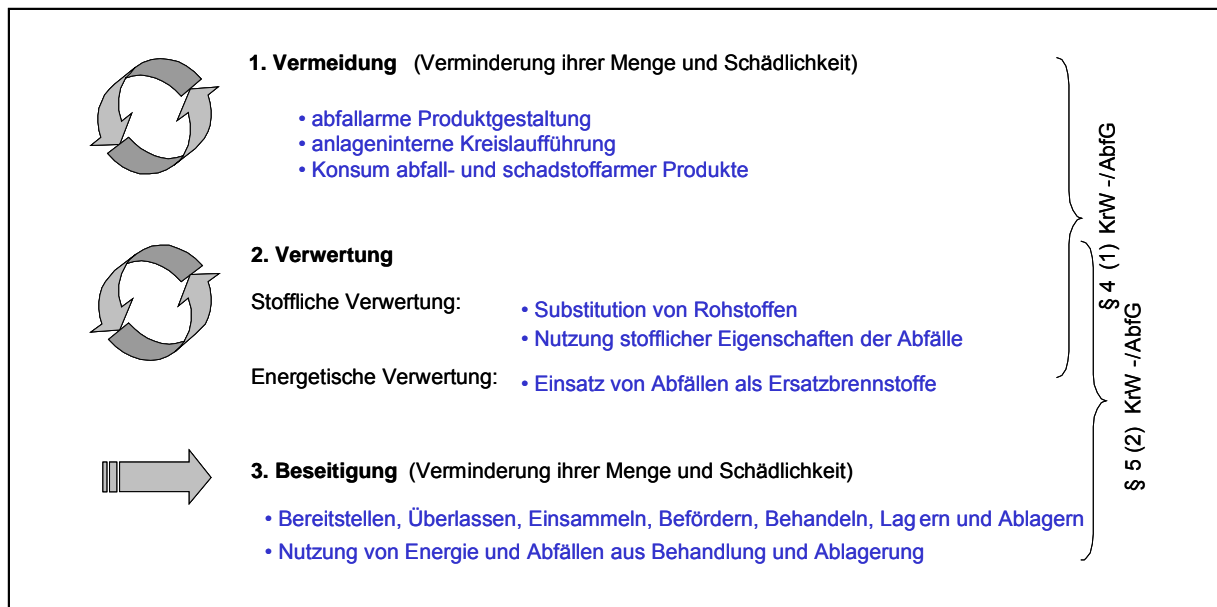 1. Vermeidung (Verminderung ihrer Menge und Schädlichkeit)
• abfallarme Produktgestaltung
• anlageninterne Kreislaufführung
• Konsum abfall- und schadstoffarmer Produkte
2. Verwertung
Stoffliche Verwertung:
• Substitution von Rohstoffen
• Nutzung stofflicher Eigenschaften der Abfälle
Energetische Verwertung:
• Einsatz von Abfällen als Ersatzbrennstoffe
3. Beseitigung (Verminderung ihrer Menge und Schädlichkeit)
• Bereitstellen, Überlassen, Einsammeln, Befördern, Behandeln, Lagern und Ablagern
• Nutzung von Energie und Abfällen aus Behandlung und Ablagerung
§ 4 (1) KrW -/AbfG
§ 5 (2) KrW -/AbfG